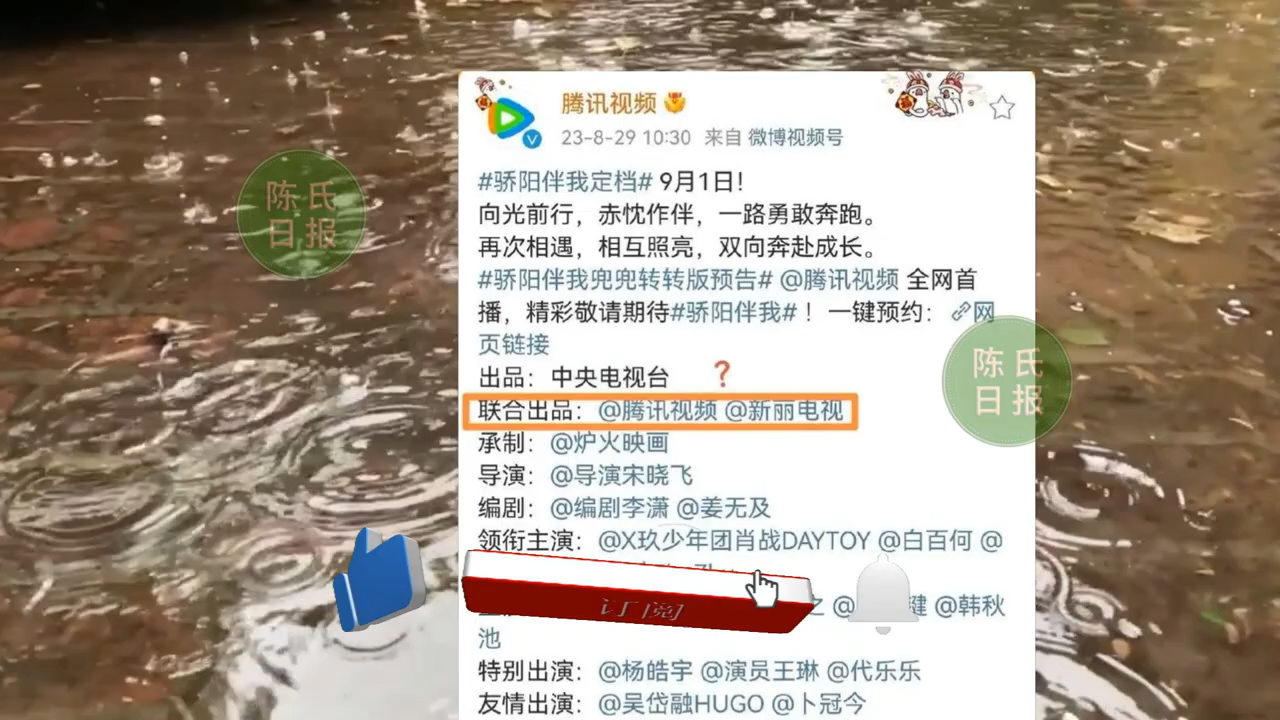 腾讯视频
23-8-29 10:30 来自 微博视频号
#骄阳伴我定档# 9月1日!
向光前行，赤忱作伴，一路勇敢奔跑。
再次相遇，相互照亮，双向奔赴成长。
#骄阳伴我兜兜转转版预告# @腾讯视频 全网首
播，精彩敬请期待#骄阳伴我#！一键预约：网
页链接
出品：中央电视台 ❓
联合出品：@腾讯视频 @新丽电视
承制：@炉火映画
导演：@导演宋晓飞
编剧：@编剧李潇 @姜无及
领衔主演：@X玖少年团肖战DAYTOY @白百何 @
之 @ 韩秋
池
特别出演：@杨皓宇 @演员王琳 @代乐乐
友情出演：@吴岱融HUGO @卜冠今
陈氏
日报
陈氏
日报
订阅